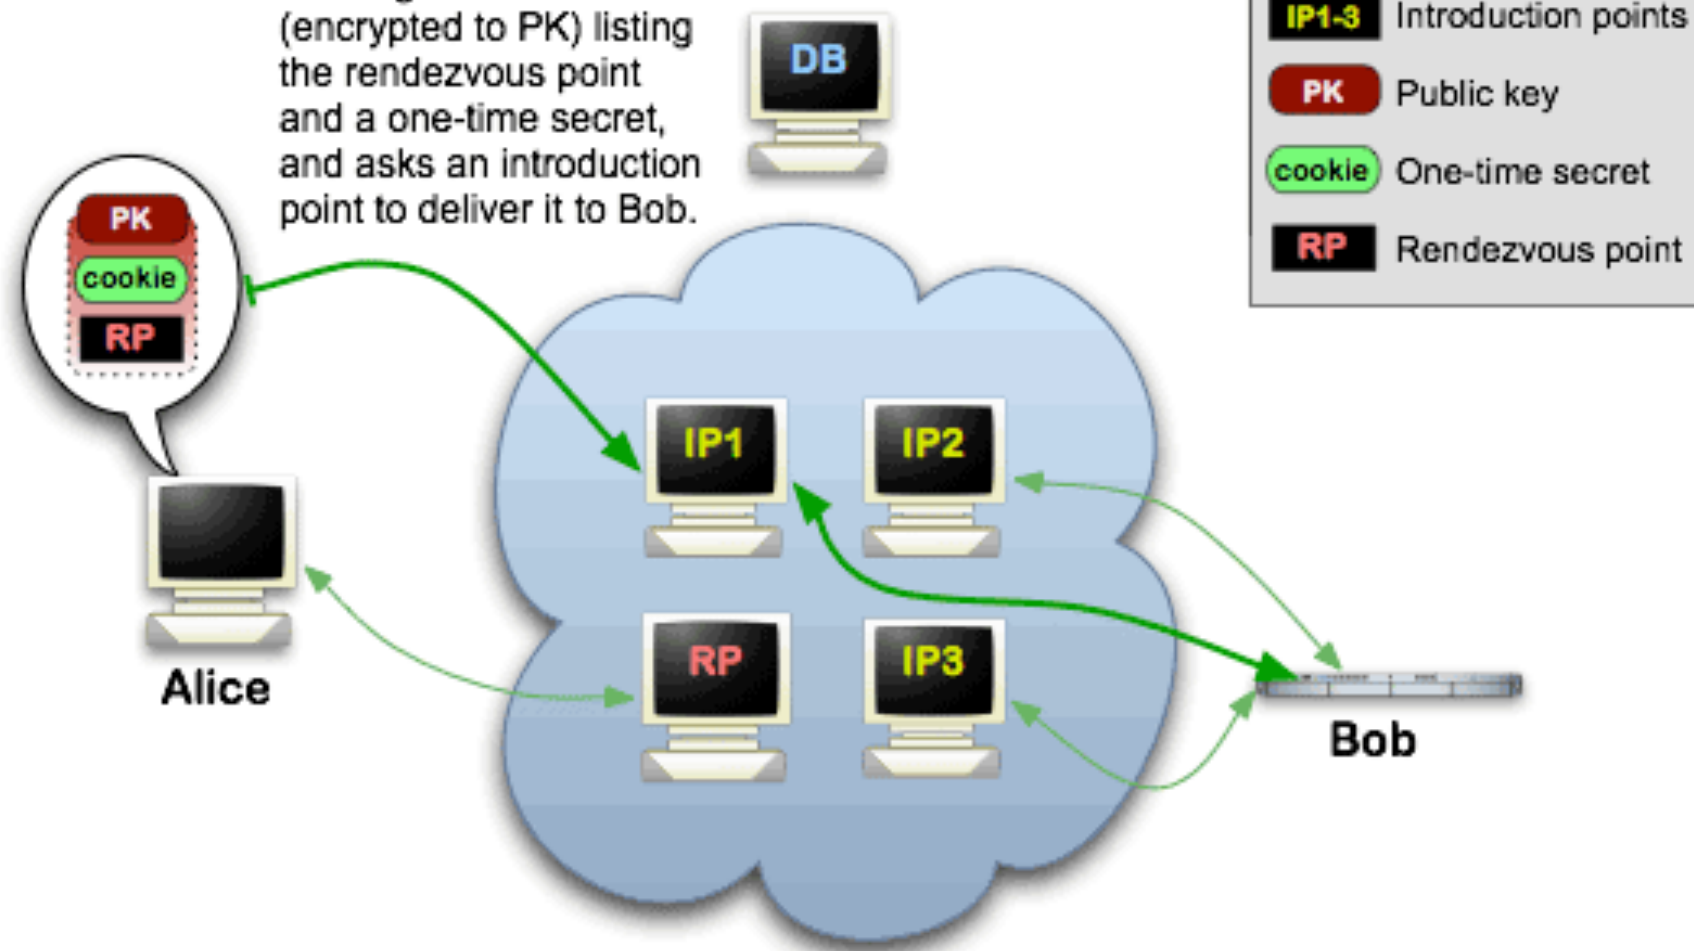 (encrypted to PK) listing
the rendezvous point
and a one-time secret,
and asks an introduction
point to deliver it to Bob.
DB
IP1-3 Introduction points
PK Public key
cookie One-time secret
RP Rendezvous point
PK
cookie
RP
IP1
IP2
RP
IP3
Alice
Bob